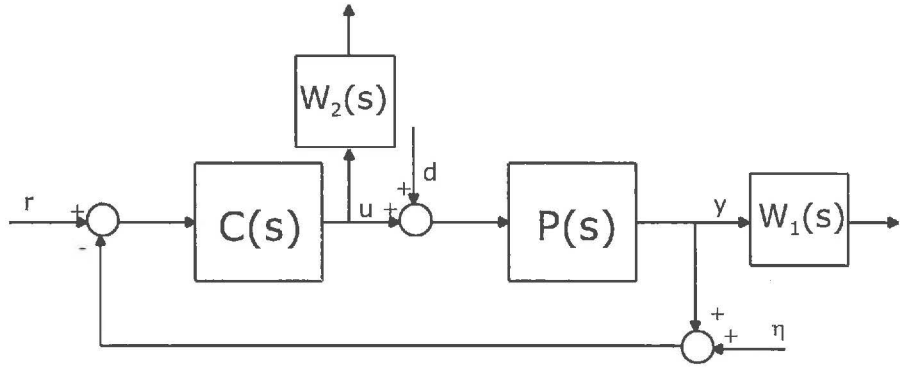 W₂(s)
d
+
r
+
C(s)
u
+
P(s)
y
W₁(s)
-
+
+
η